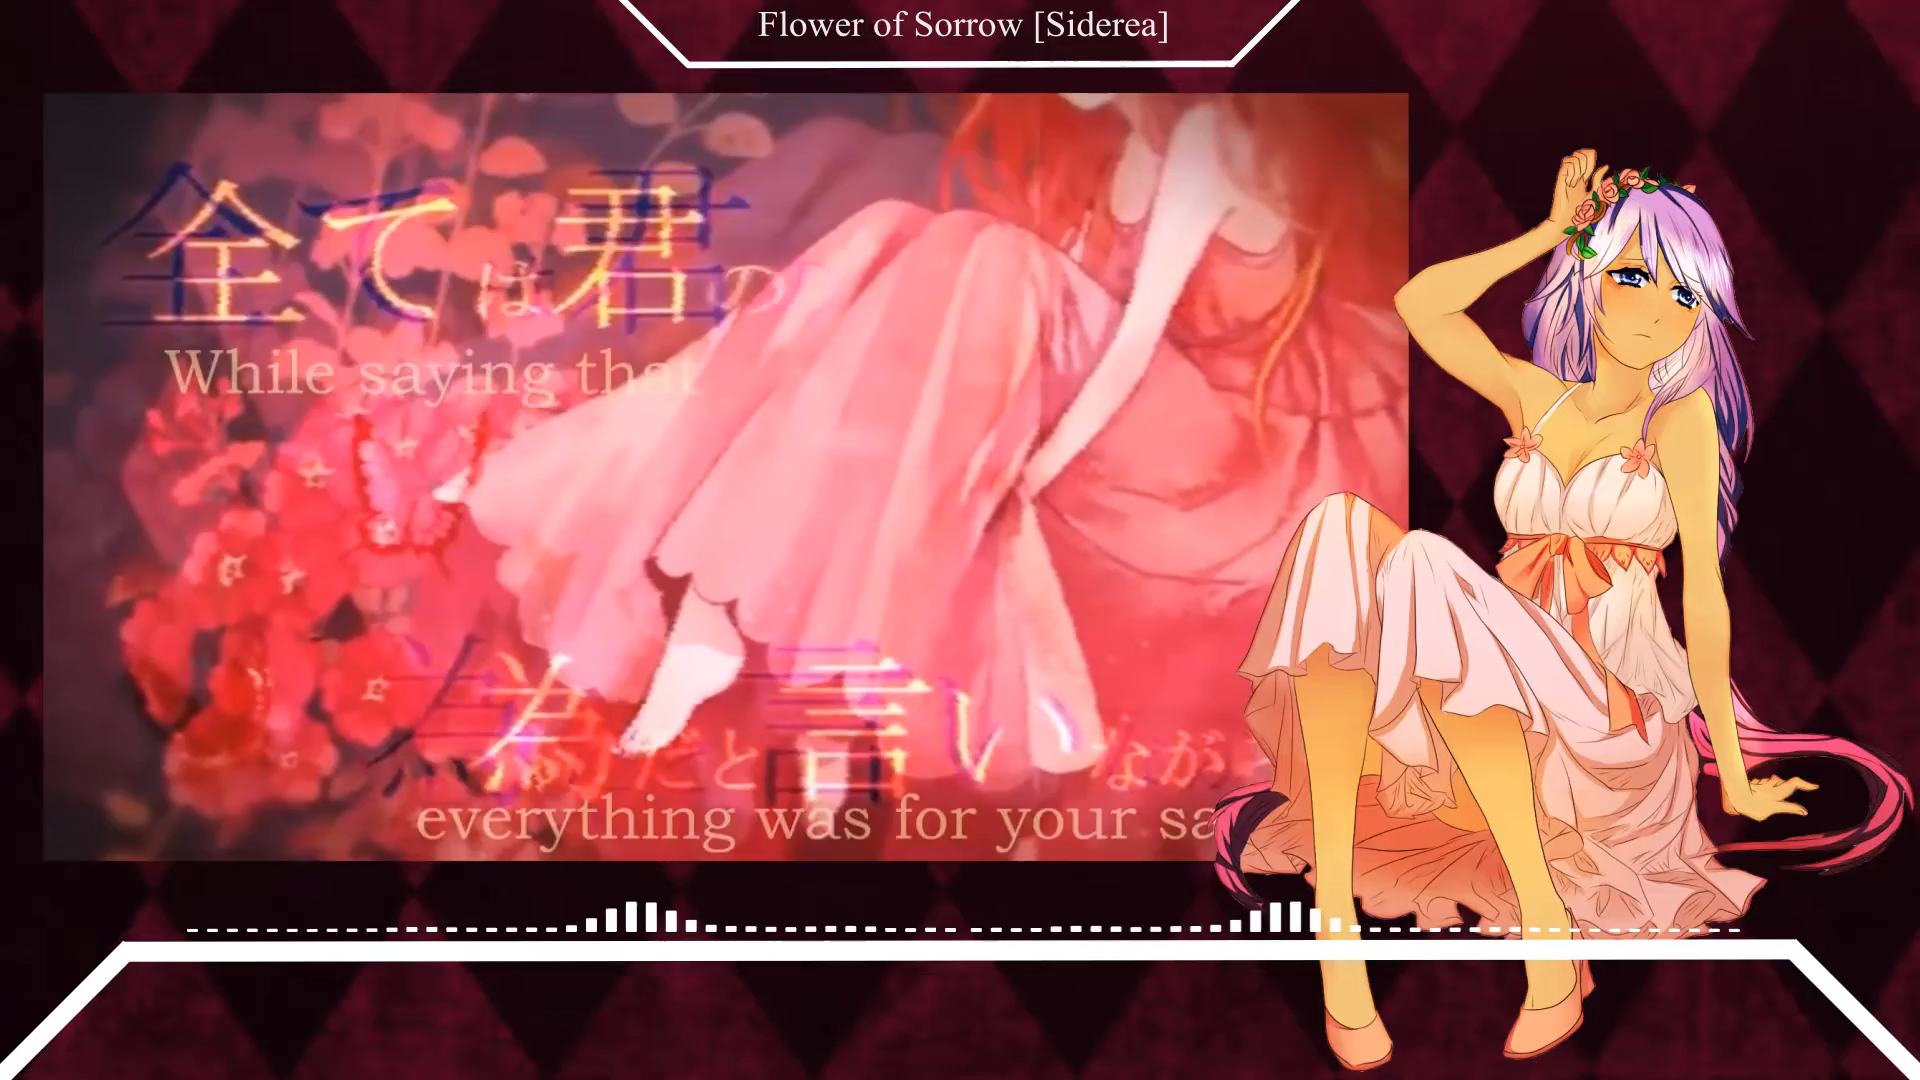 Flower of Sorrow [Siderea]
全ては君の
While saying that
為だと言いなが
everything was for your sa